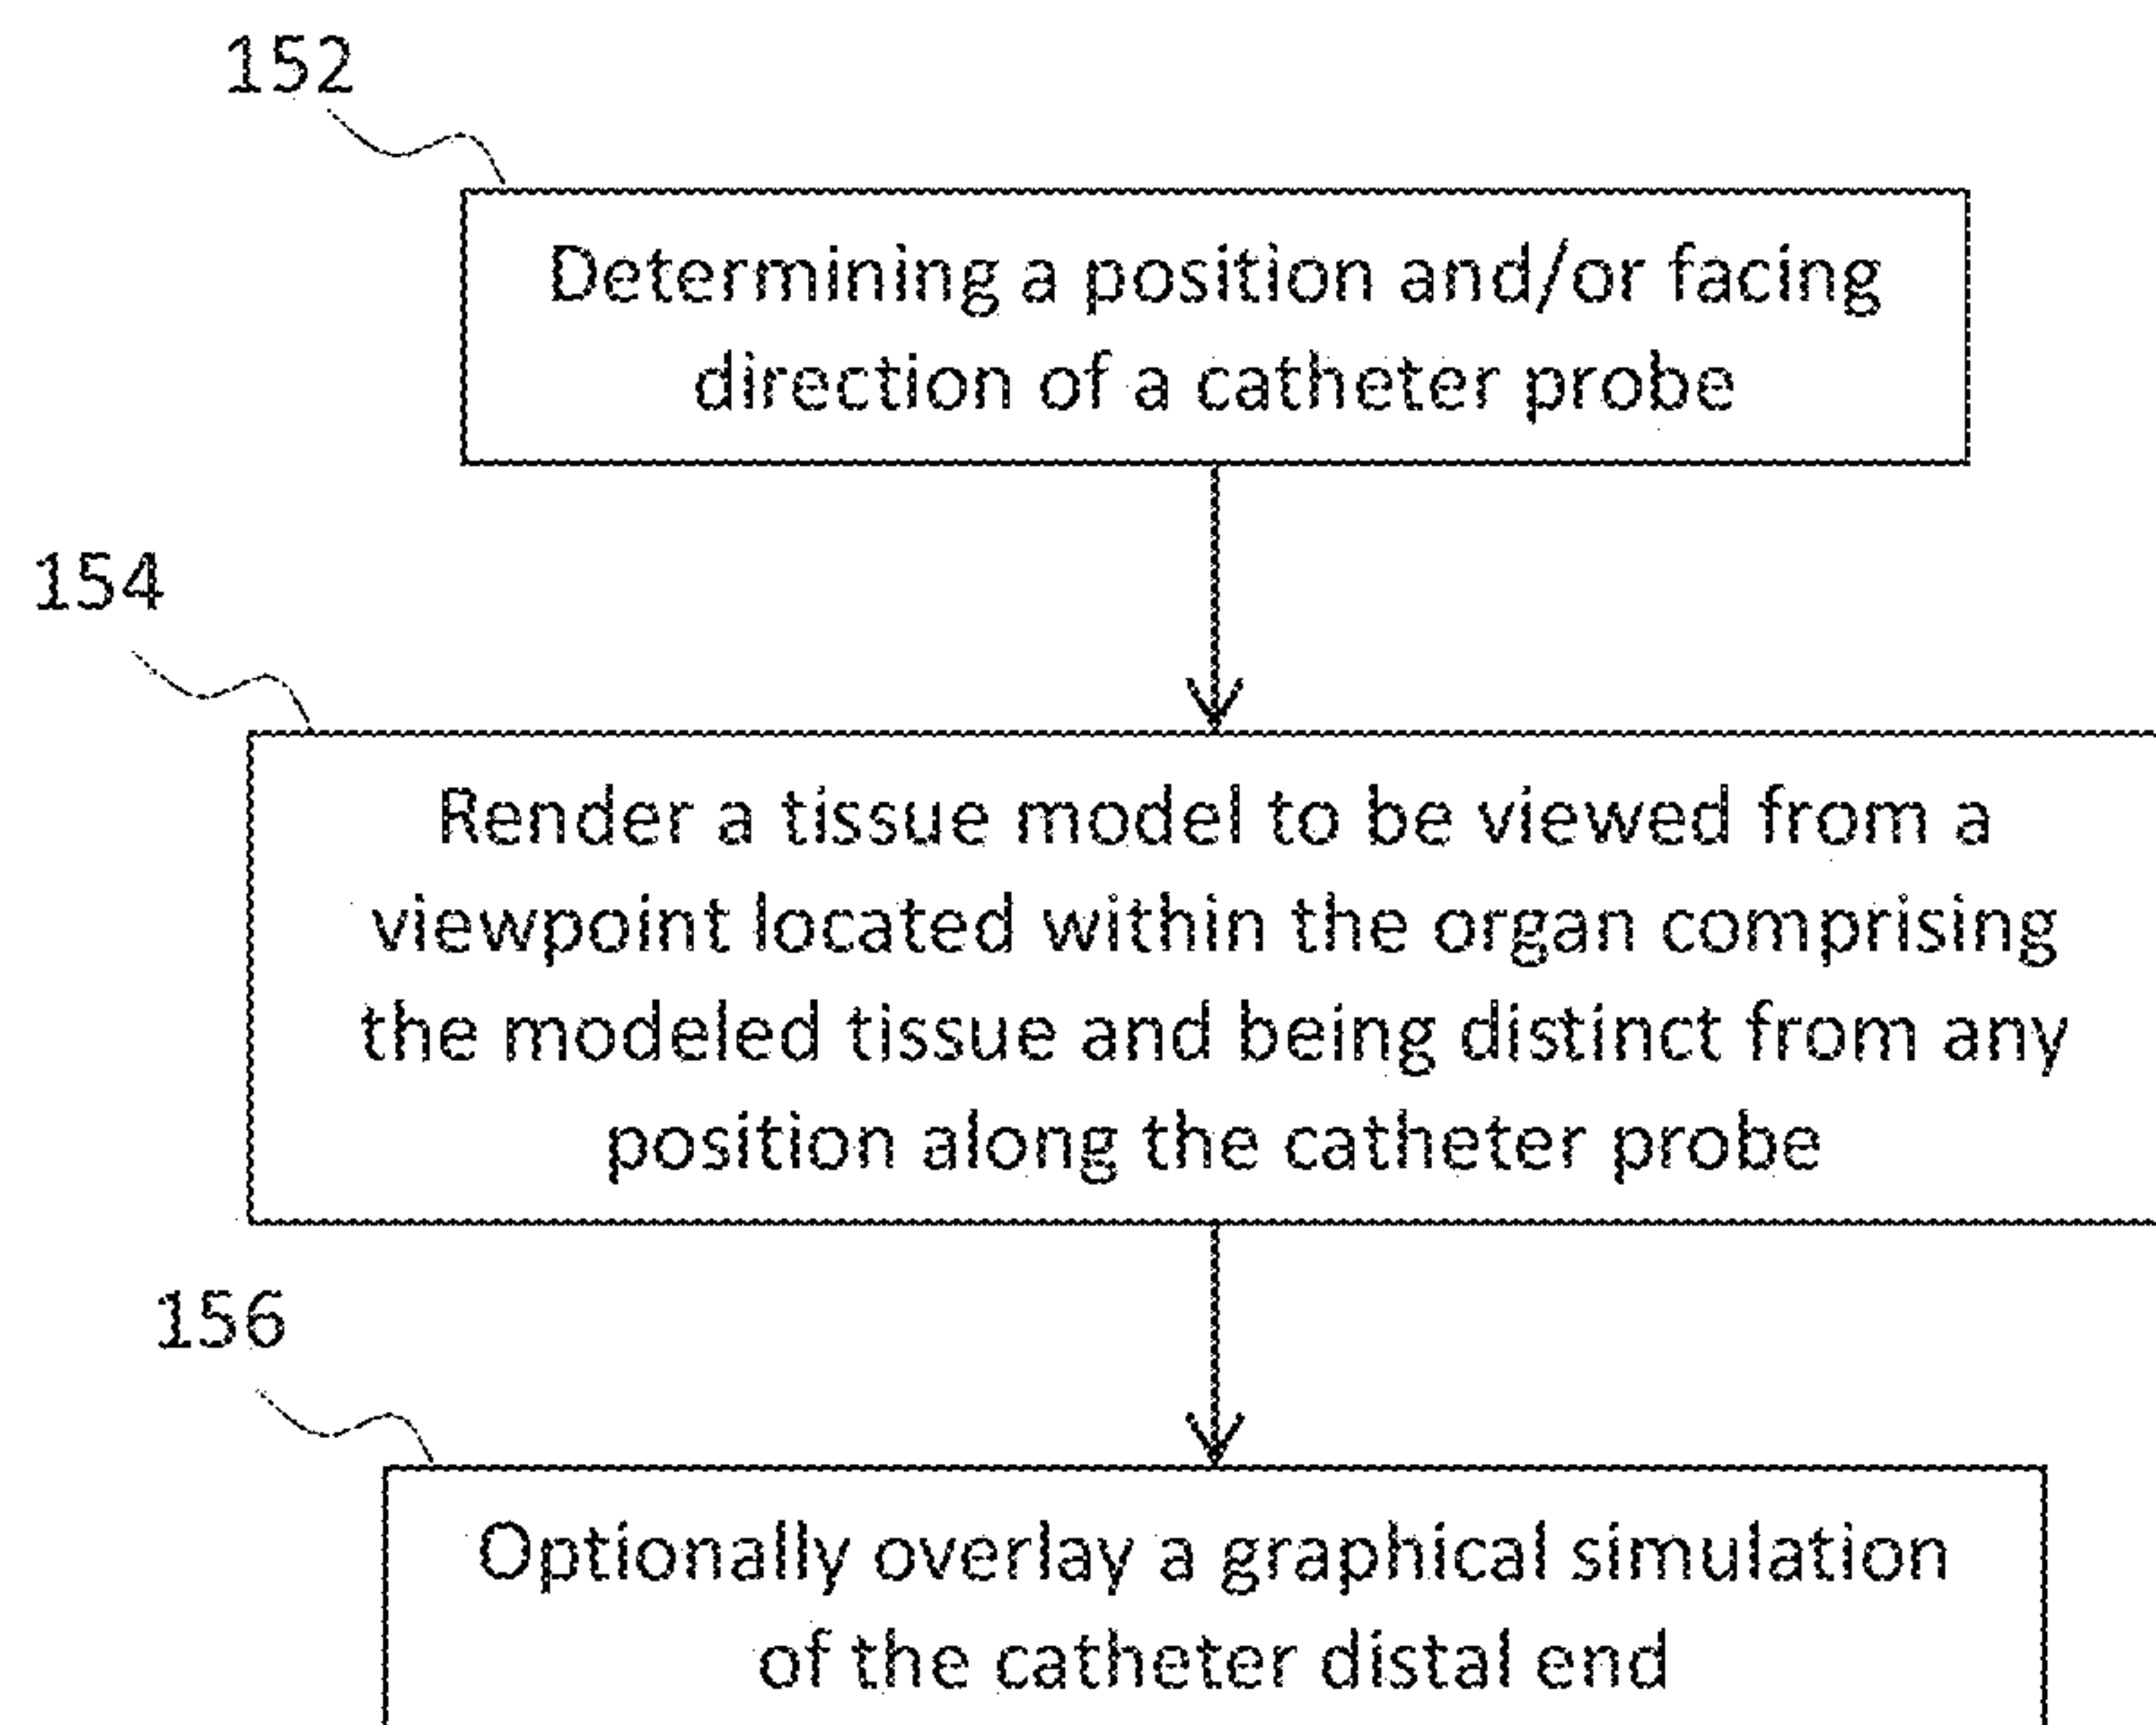 152
Determining a position and/or facing
direction of a catheter probe
154
Render a tissue model to be viewed from a
viewpoint located within the organ comprising
the modeled tissue and being distinct from any
position along the catheter probe
156
Optionally overlay a graphical simulation
of the catheter distal end